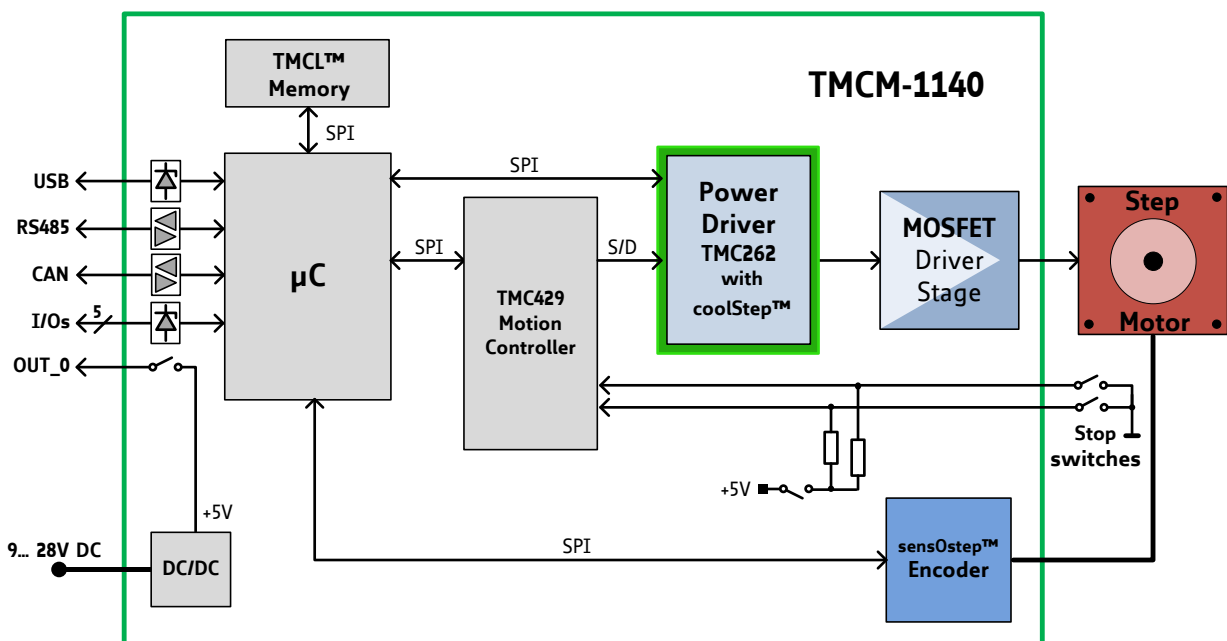 TMCL™
Memory
TMCM-1140
SPI
USB
RS485
CAN
I/Os
5
OUT_0
µC
SPI
SPI
TMC429
Motion
Controller
S/D
Power
Driver
TMC262
with
coolStep™
MOSFET
Driver
Stage
Step
Motor
Stop
switches
+5V
+5V
9... 28V DC
DC/DC
SPI
sensOstep™
Encoder